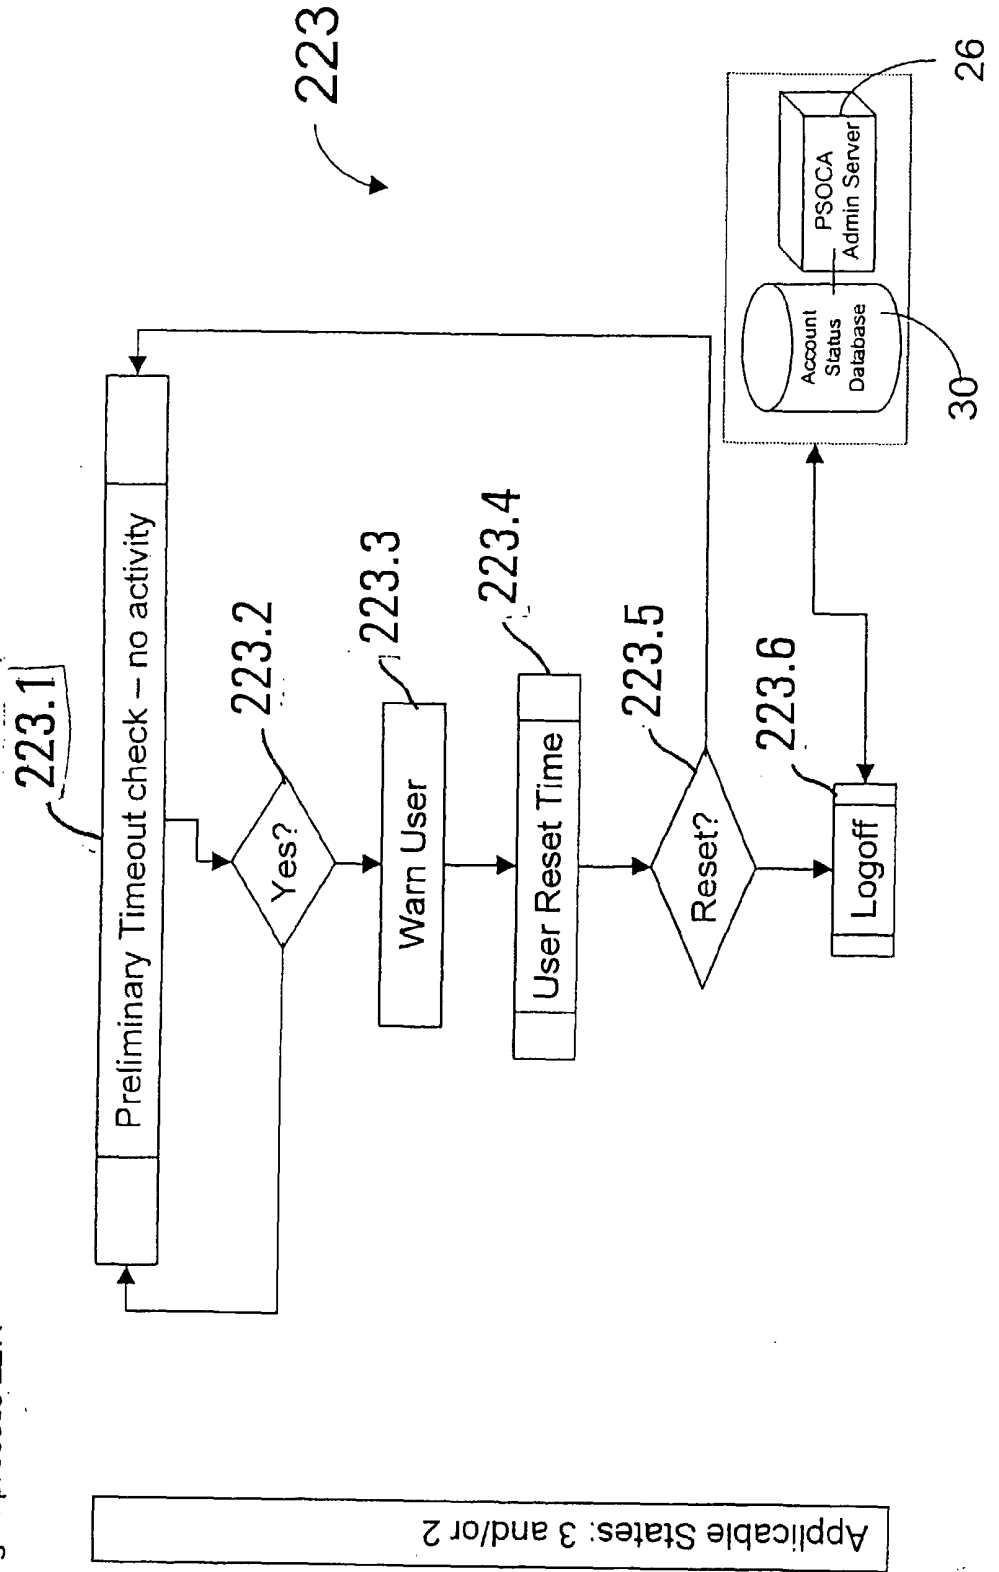 223
223.1
Preliminary Timeout check – no activity
223.2
Yes?
223.3
Warn User
223.4
User Reset Time
223.5
Reset?
223.6
Logoff
Account
Status
Database
PSOCA
Admin Server
26
30
Applicable States: 3 and/or 2